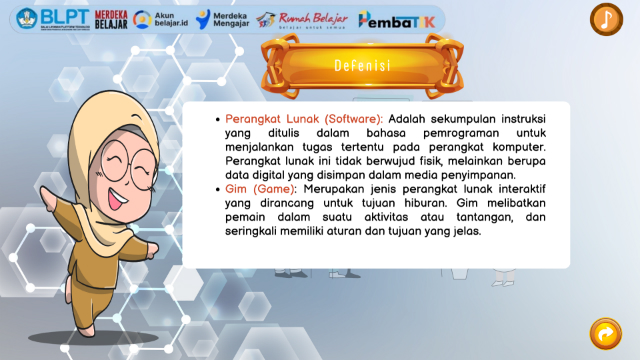 BLPT
MERDEKA
BELAJAR
Akun
belajar.id
Merdeka
Mengajar
Rumah Belajar
belajar untuk semua
PembaTIK
Defenisi
• Perangkat Lunak (Software): Adalah sekumpulan instruksi
yang ditulis dalam bahasa pemrograman untuk
menjalankan tugas tertentu pada perangkat komputer.
Perangkat lunak ini tidak berwujud fisik, melainkan berupa
data digital yang disimpan dalam media penyimpanan.
• Gim (Game): Merupakan jenis perangkat lunak interaktif
yang dirancang untuk tujuan hiburan. Gim melibatkan
pemain dalam suatu aktivitas atau tantangan, dan
seringkali memiliki aturan dan tujuan yang jelas.